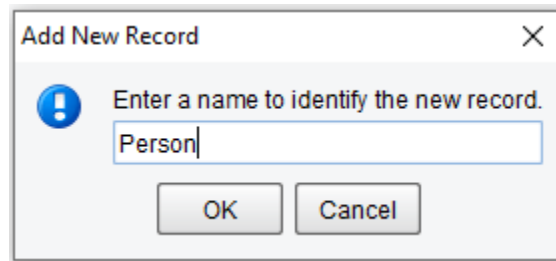 Add New Record
Enter a name to identify the new record.
Person
OK Cancel